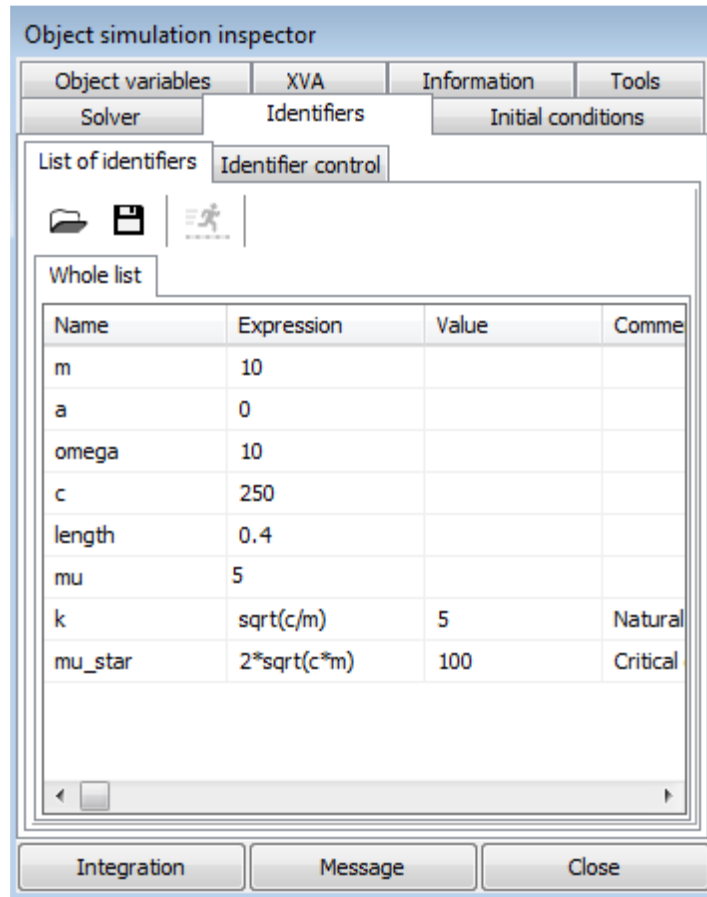 Object simulation inspector
Object variables XVA Information Tools
Solver Identifiers Initial conditions
List of identifiers Identifier control
Whole list
Name Expression Value Comme
m 10
a 0
omega 10
c 250
length 0.4
mu 5
k sqrt(c/m) 5 Natural
mu_star 2*sqrt(c*m) 100 Critical
Integration Message Close